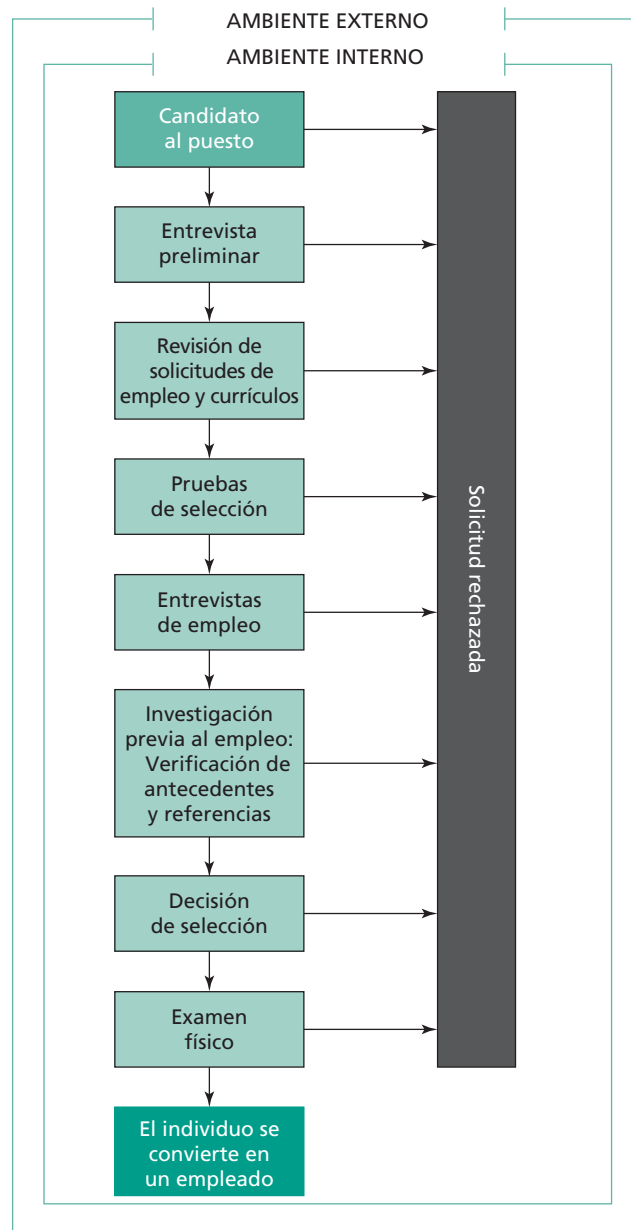 AMBIENTE EXTERNO
AMBIENTE INTERNO
Candidato
al puesto
Entrevista
preliminar
Revisión de
solicitudes de
empleo y currículos
Pruebas
de selección
Entrevistas
de empleo
Investigación
previa al empleo:
Verificación de
antecedentes
y referencias
Decisión
de selección
Examen
físico
El individuo se
convierte en
un empleado
Solicitud rechazada